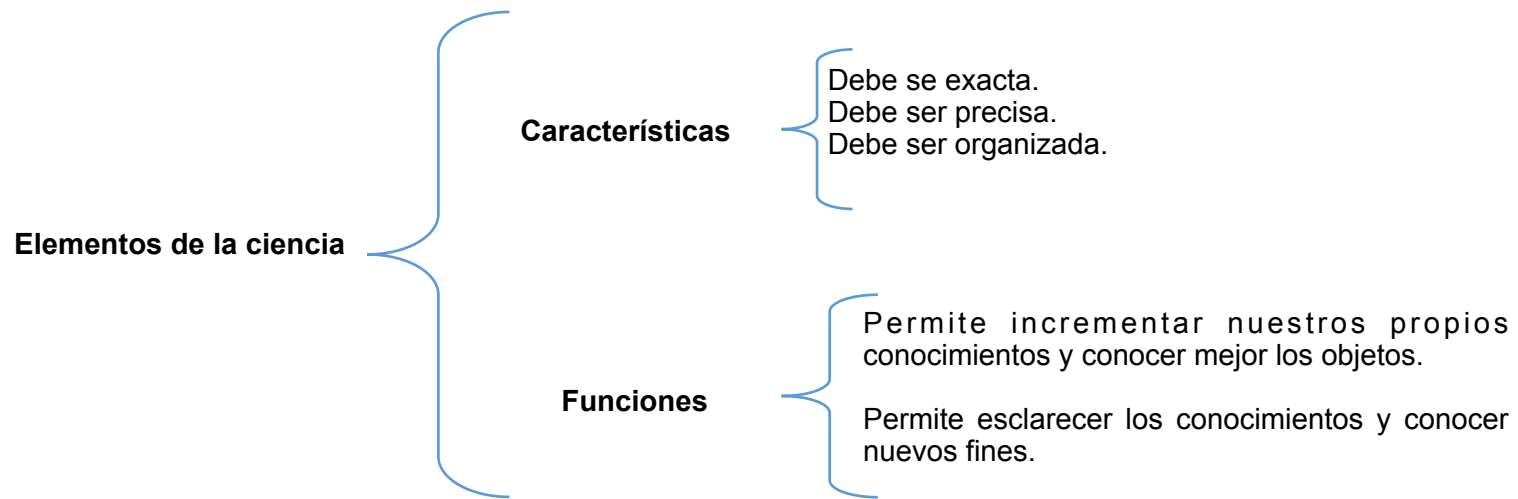 Elementos de la ciencia
Características
Debe se exacta.
Debe ser precisa.
Debe ser organizada.
Funciones
Permite incrementar nuestros propios
conocimientos y conocer mejor los objetos.
Permite esclarecer los conocimientos y conocer
nuevos fines.